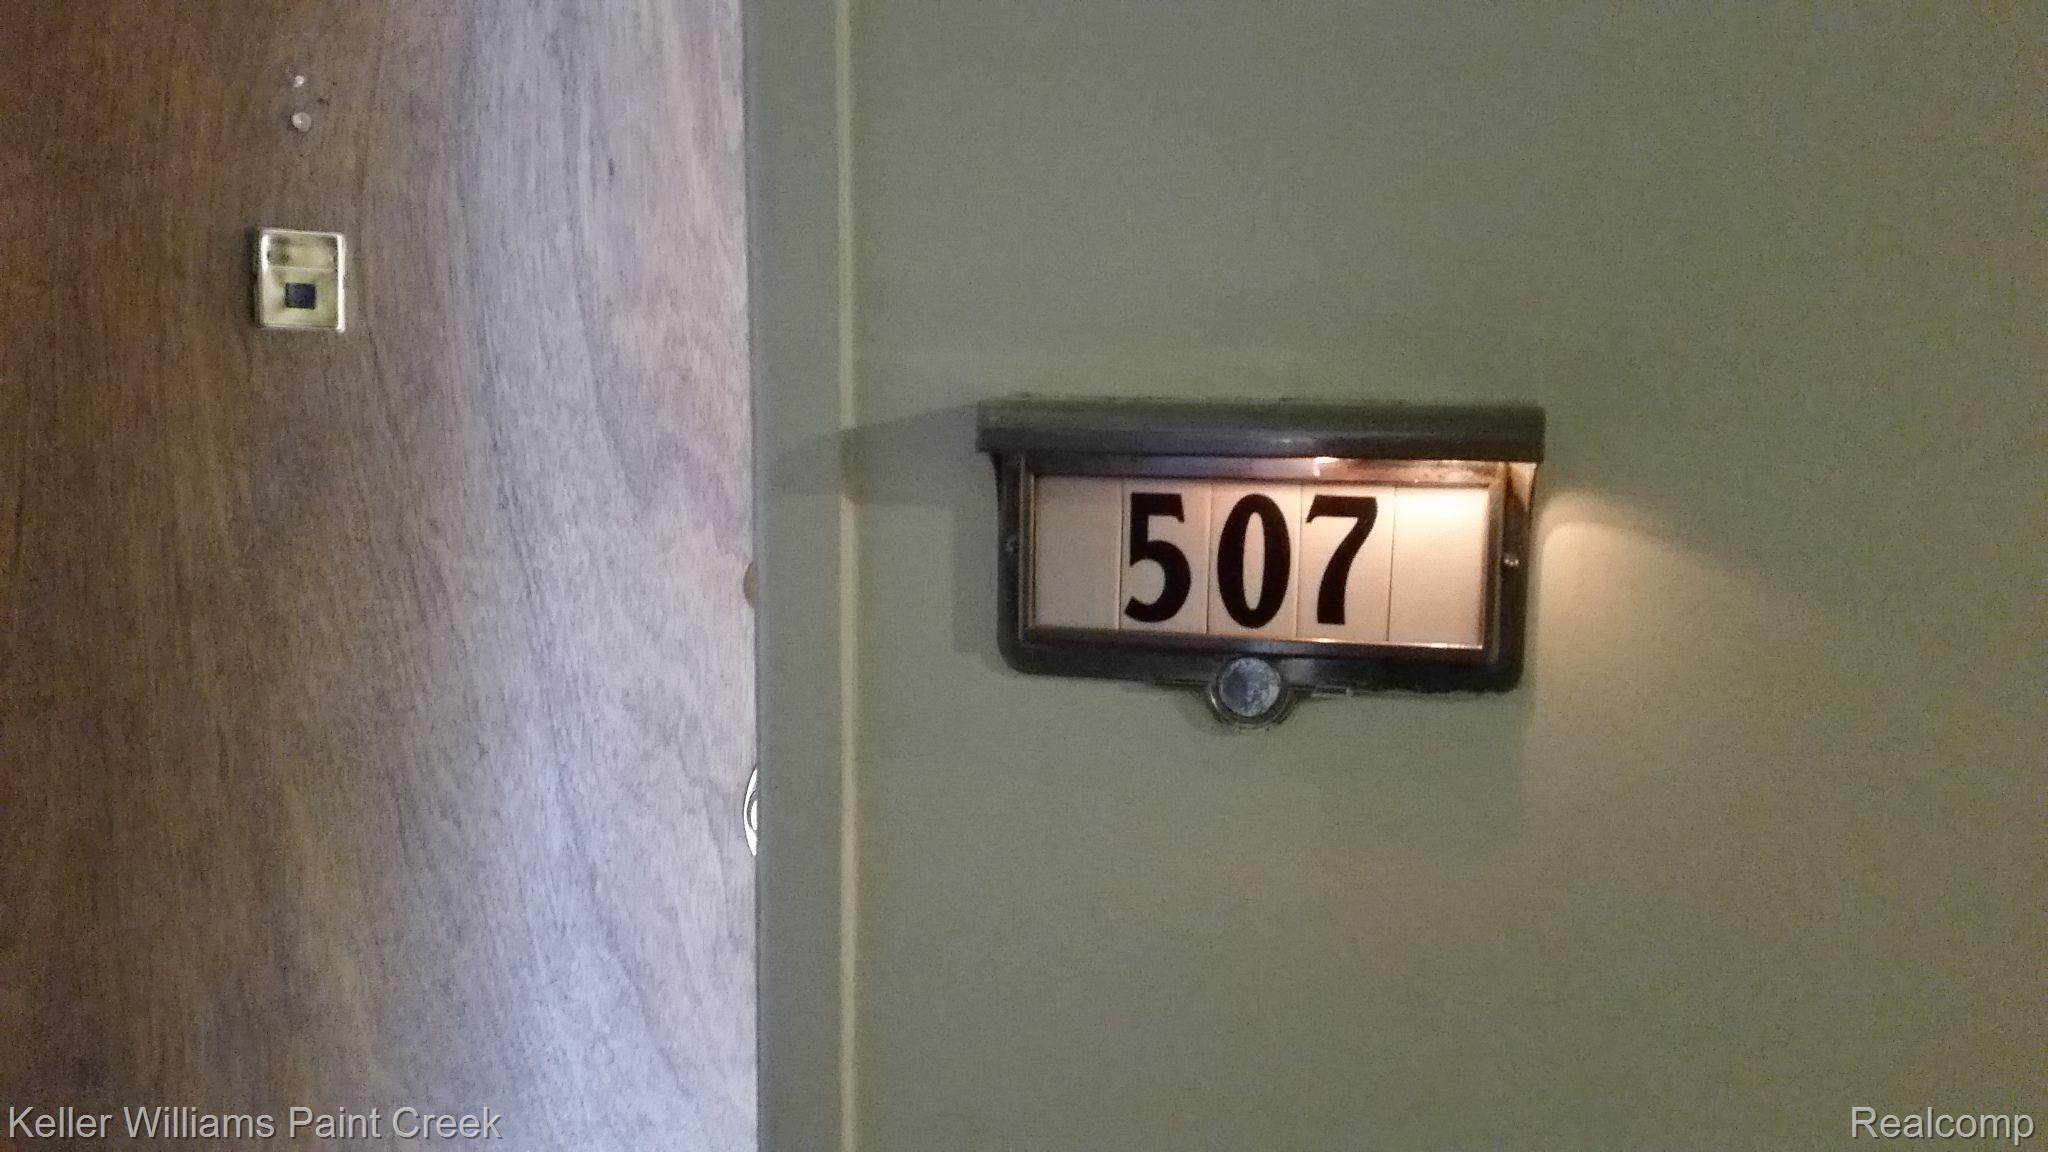 507
Keller Williams Paint Creek
Realcomp